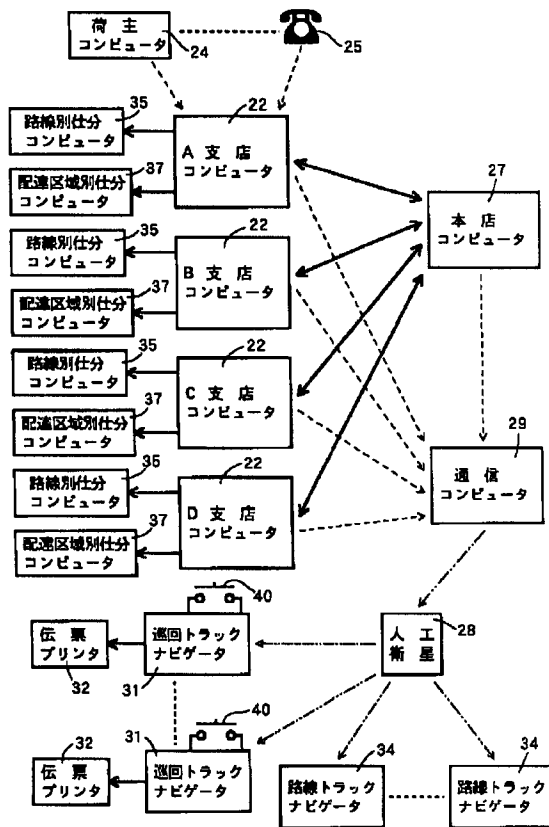 荷主
コンピュータ
24
25
35
路線別仕分
コンピュータ
22
A 支店
コンピュータ
37
配達区域別仕分
コンピュータ
27
本店
コンピュータ
35
路線別仕分
コンピュータ
22
B 支店
コンピュータ
37
配達区域別仕分
コンピュータ
35
路線別仕分
コンピュータ
22
C 支店
コンピュータ
37
配達区域別仕分
コンピュータ
29
通信
コンピュータ
35
路線別仕分
コンピュータ
22
D 支店
コンピュータ
37
配達区域別仕分
コンピュータ
40
伝票
プリンタ
32
巡回トラック
ナビゲータ
31
28
人工
衛星
40
32
伝票
プリンタ
31
巡回トラック
ナビゲータ
34
路線トラック
ナビゲータ
34
路線トラック
ナビゲータ